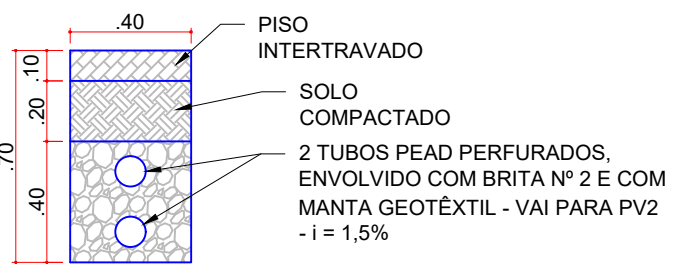 .40
PISO
INTERTRAVADO
.10
.20
.70
.40
SOLO
COMPACTADO
2 TUBOS PEAD PERFURADOS,
ENVOLVIDO COM BRITA Nº 2 E COM
MANTA GEOTÊXTIL - VAI PARA PV2
- i = 1,5%